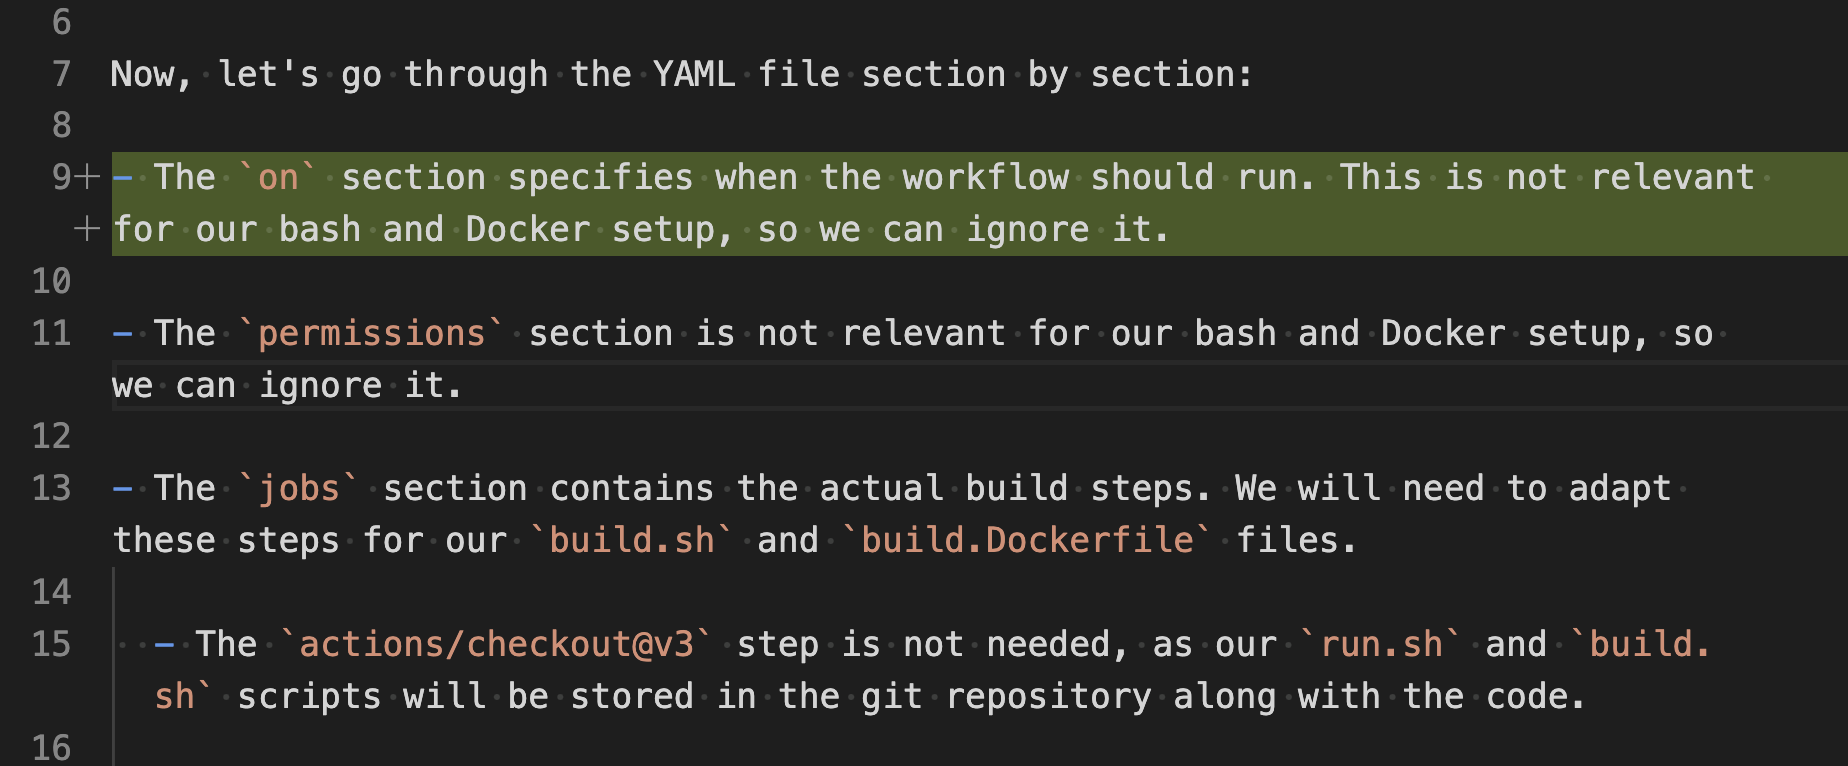 6
7 Now, let's go through the YAML file section by section:
8
9+ - The `on` section specifies when the workflow should run. This is not relevant
+ for our bash and Docker setup, so we can ignore it.
10
11 - The `permissions` section is not relevant for our bash and Docker setup, so
we can ignore it.
12
13 - The `jobs` section contains the actual build steps. We will need to adapt
these steps for our `build.sh` and `build.Dockerfile` files.
14
15 - The `actions/checkout@v3` step is not needed, as our `run.sh` and `build.
sh` scripts will be stored in the git repository along with the code.
16